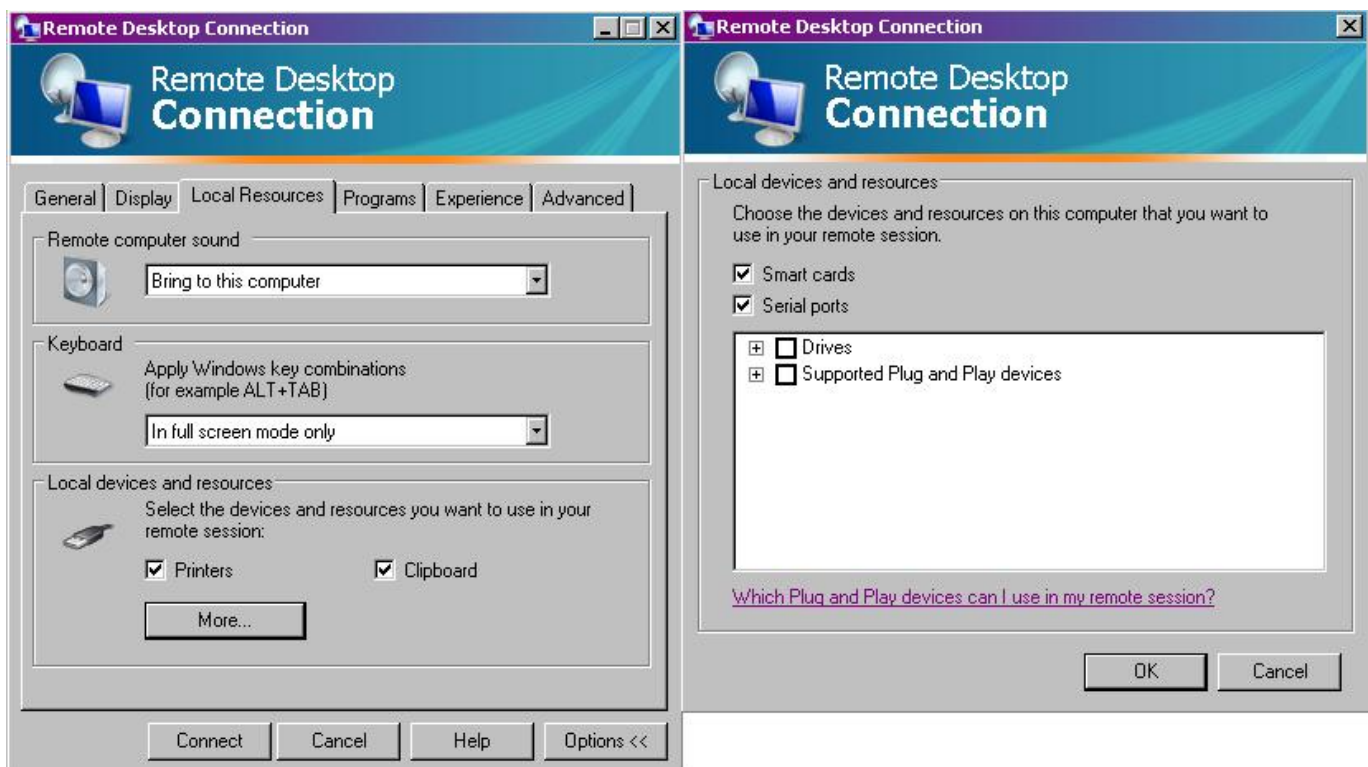 Remote Desktop Connection
Remote Desktop
Connection
General Display Local Resources Programs Experience Advanced
Remote computer sound
Bring to this computer
Keyboard
Apply Windows key combinations
(for example ALT+TAB)
In full screen mode only
Local devices and resources
Select the devices and resources you want to use in your
remote session:
Printers Clipboard
More...
Connect Cancel Help Options <<
Remote Desktop Connection
Remote Desktop
Connection
Local devices and resources
Choose the devices and resources on this computer that you want to
use in your remote session.
Smart cards
Serial ports
Drives
Supported Plug and Play devices
Which Plug and Play devices can I use in my remote session?
OK Cancel